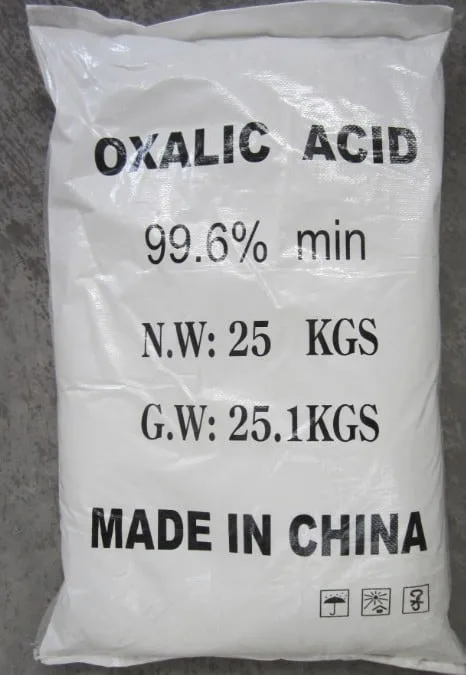 OXALIC ACID
99.6% min
N.W: 25 KGS
G.W: 25.1KGS
MADE IN CHINA